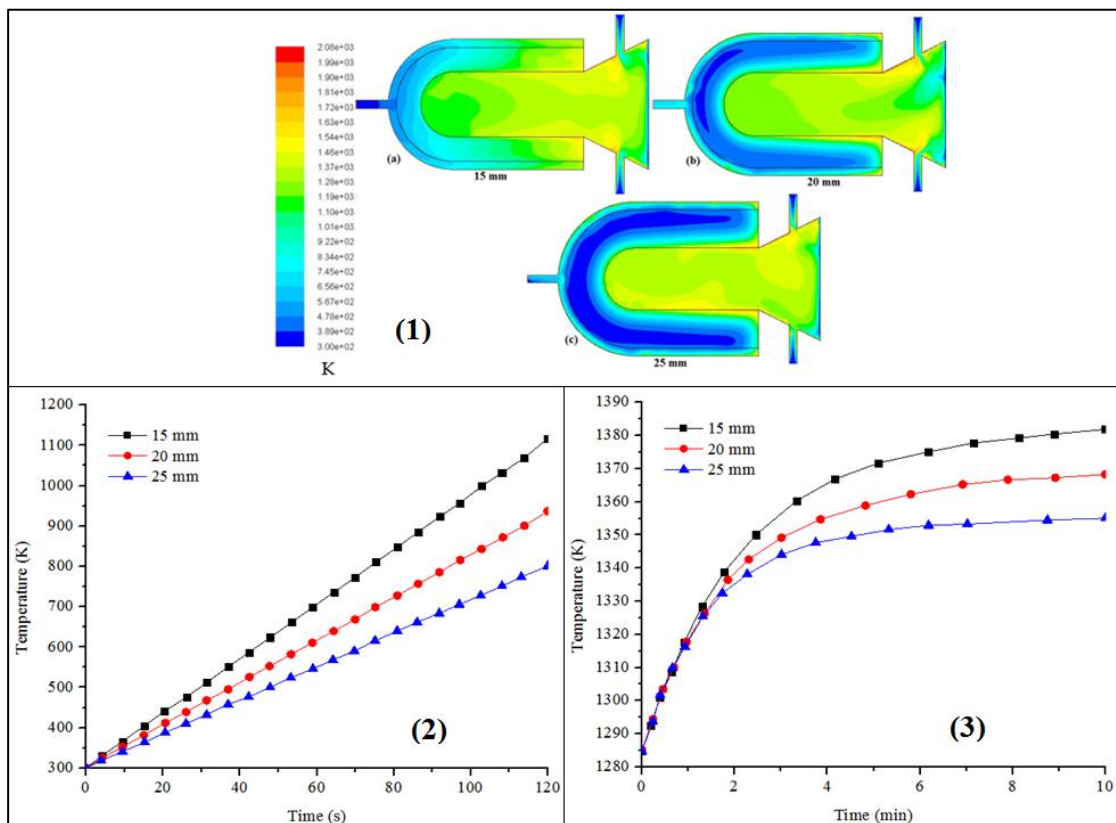 2.08e+03
1.99e+03
1.90e+03
1.81e+03
1.72e+03
1.64e+03
1.55e+03
1.46e+03
1.37e+03
1.28e+03
1.19e+03
1.10e+03
1.01e+03
9.22e+02
8.34e+02
7.45e+02
6.56e+02
5.67e+02
4.78e+02
3.89e+02
3.00e+02
K
(a)
15 mm
(b)
20 mm
(c)
25 mm
(1)
1200
1100
1000
900
800
700
600
500
400
300
Temperature (K)
15 mm
20 mm
25 mm
(2)
0 20 40 60 80 100 120
Time (s)
1390
1380
1370
1360
1350
1340
1330
1320
1310
1300
1290
1280
Temperature (K)
15 mm
20 mm
25 mm
(3)
0 2 4 6 8 10
Time (min)